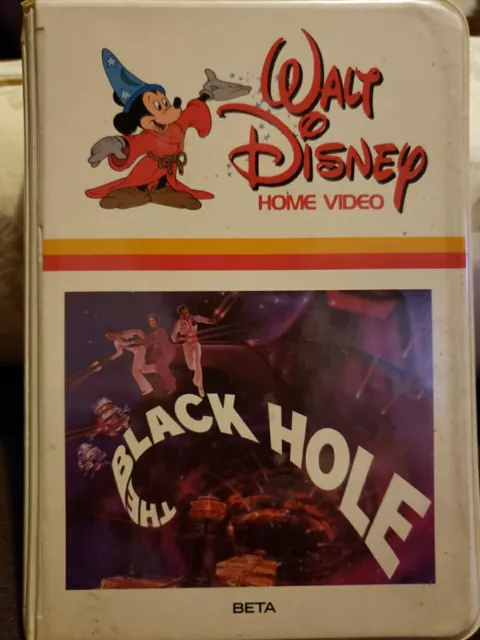 WALT
DISNEY
HOME VIDEO
THE BLACK HOLE
BETA